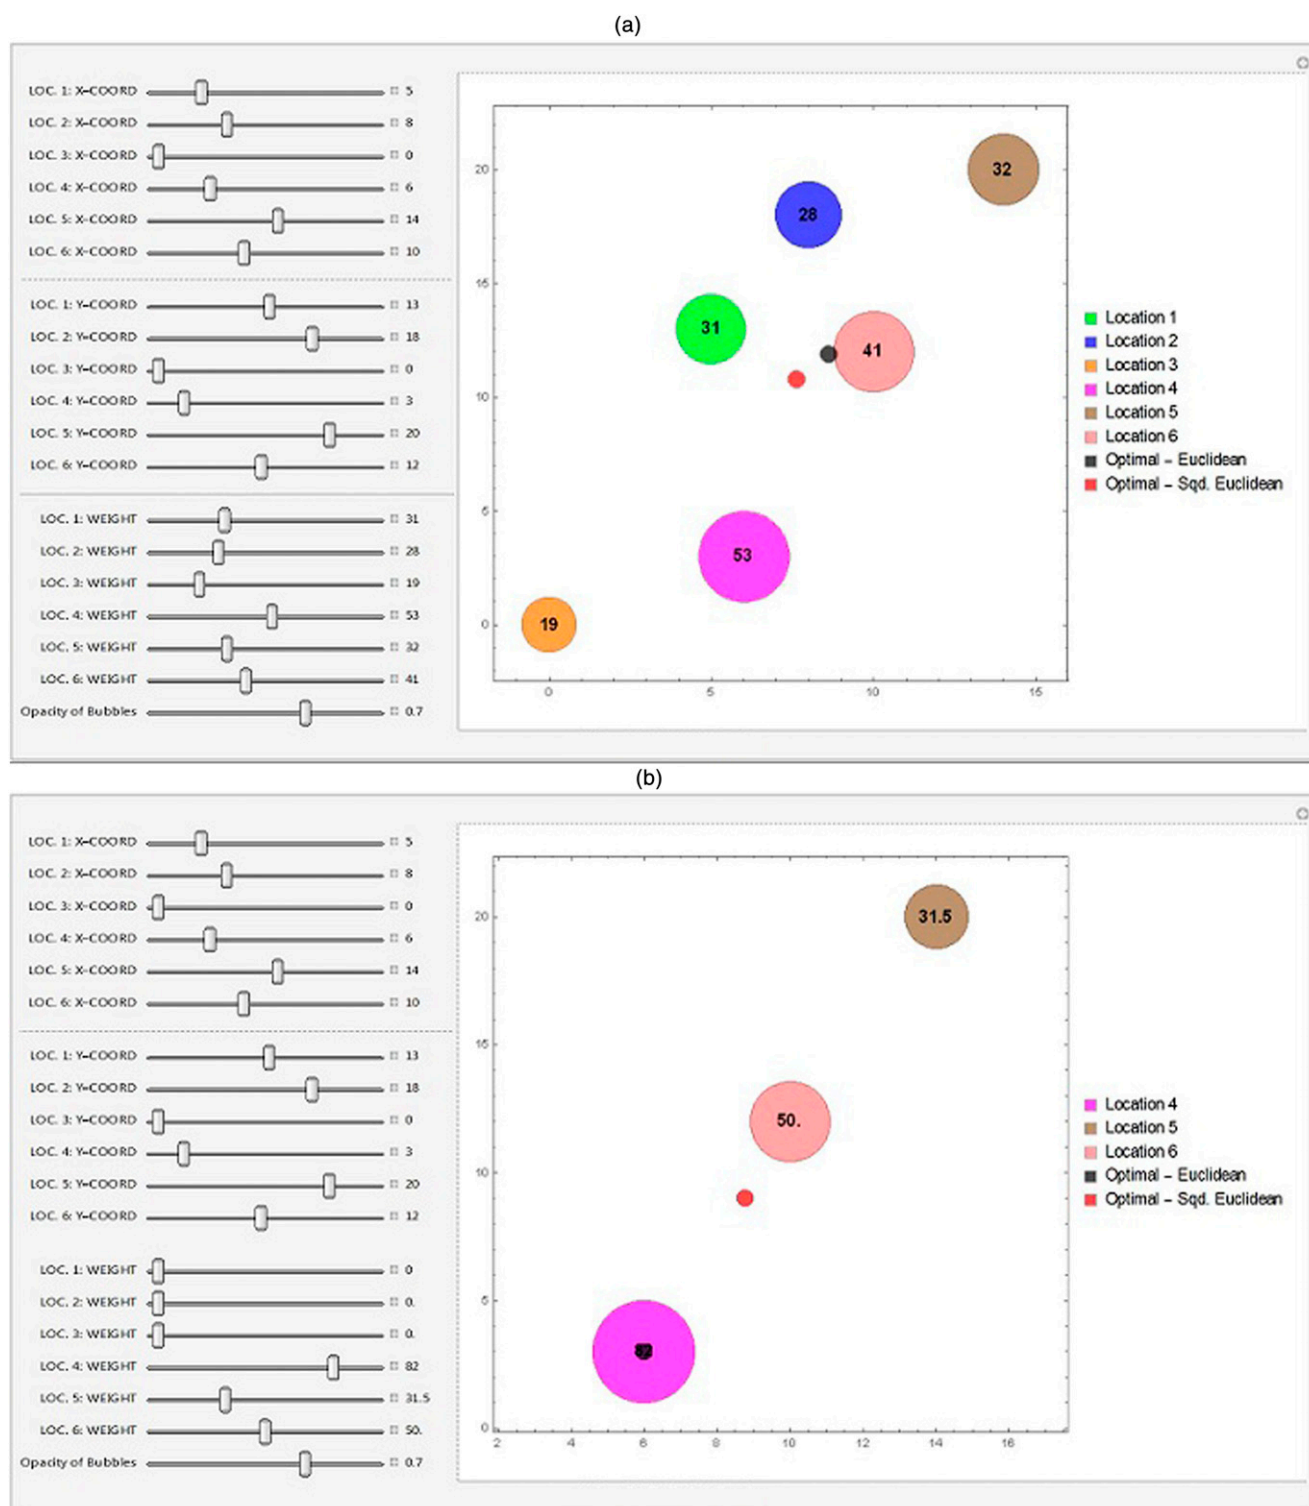 (a)
LOC. 1: X-COORD 5
LOC. 2: X-COORD 8
LOC. 3: X-COORD 0
LOC. 4: X-COORD 6
LOC. 5: X-COORD 14
LOC. 6: X-COORD 10
LOC. 1: Y-COORD 13
LOC. 2: Y-COORD 18
LOC. 3: Y-COORD 0
LOC. 4: Y-COORD 3
LOC. 5: Y-COORD 20
LOC. 6: Y-COORD 12
LOC. 1: WEIGHT 31
LOC. 2: WEIGHT 28
LOC. 3: WEIGHT 19
LOC. 4: WEIGHT 53
LOC. 5: WEIGHT 32
LOC. 6: WEIGHT 41
Opacity of Bubbles 0.7
20
15
10
5
0
0 5 10 15
32
28
31
41
53
19
Location 1
Location 2
Location 3
Location 4
Location 5
Location 6
Optimal – Euclidean
Optimal – Sqd. Euclidean
(b)
LOC. 1: X-COORD 5
LOC. 2: X-COORD 8
LOC. 3: X-COORD 0
LOC. 4: X-COORD 6
LOC. 5: X-COORD 14
LOC. 6: X-COORD 10
LOC. 1: Y-COORD 13
LOC. 2: Y-COORD 18
LOC. 3: Y-COORD 0
LOC. 4: Y-COORD 3
LOC. 5: Y-COORD 20
LOC. 6: Y-COORD 12
LOC. 1: WEIGHT 0
LOC. 2: WEIGHT 0.
LOC. 3: WEIGHT 0.
LOC. 4: WEIGHT 82
LOC. 5: WEIGHT 31.5
LOC. 6: WEIGHT 50.
Opacity of Bubbles 0.7
20
15
10
5
0
2 4 6 8 10 12 14 16
31.5
50.
Location 4
Location 5
Location 6
Optimal – Euclidean
Optimal – Sqd. Euclidean